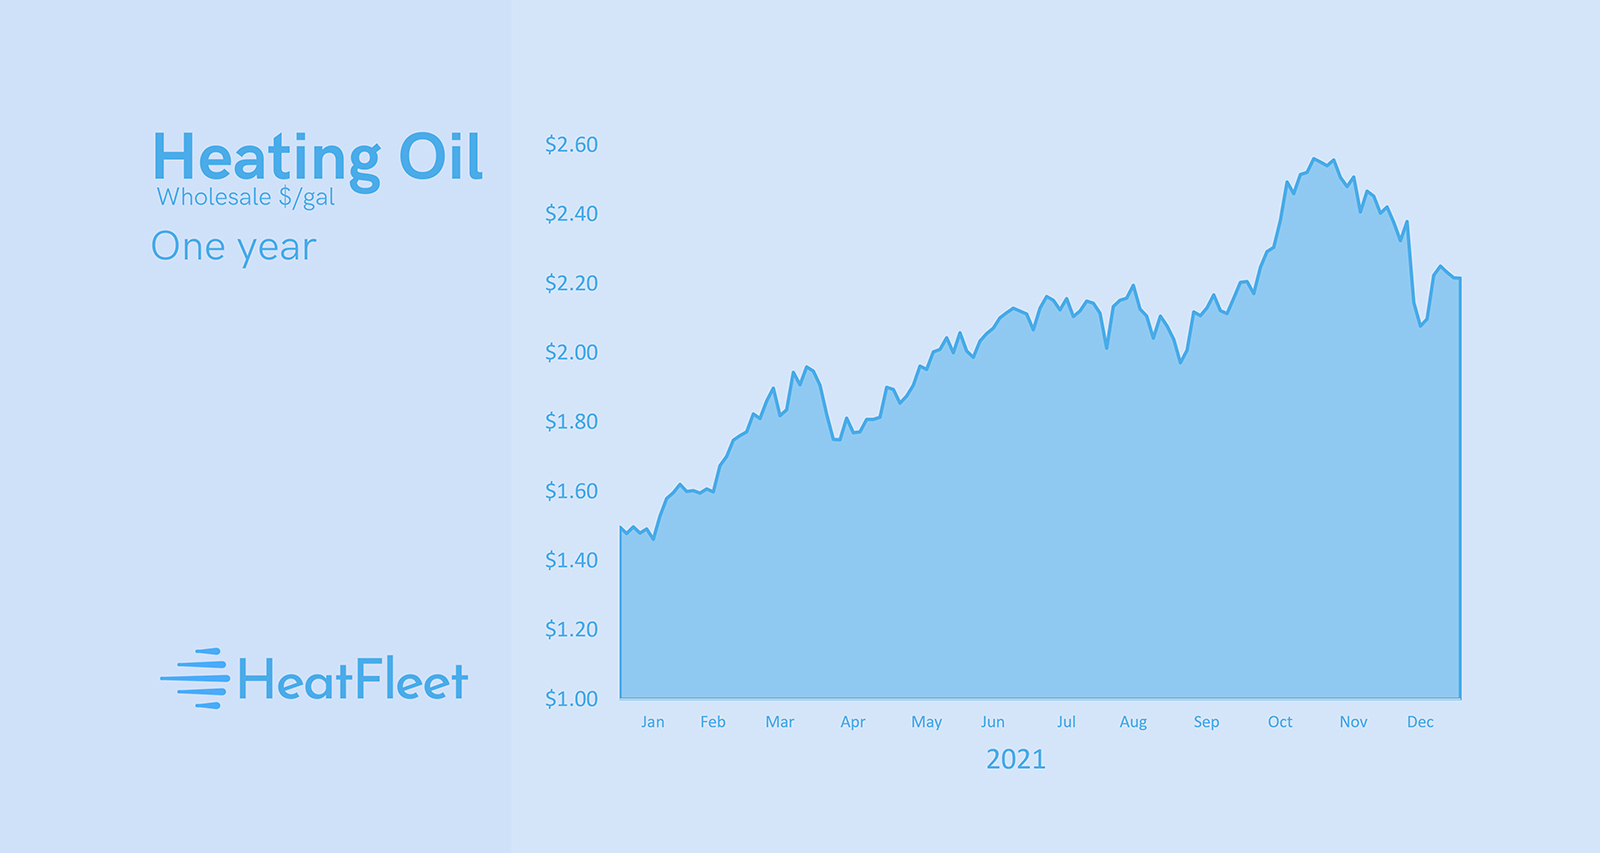 Heating Oil
Wholesale $/gal
One year
HeatFleet
$2.60
$2.40
$2.20
$2.00
$1.80
$1.60
$1.40
$1.20
$1.00
Jan Feb Mar Apr May Jun Jul Aug Sep Oct Nov Dec
2021